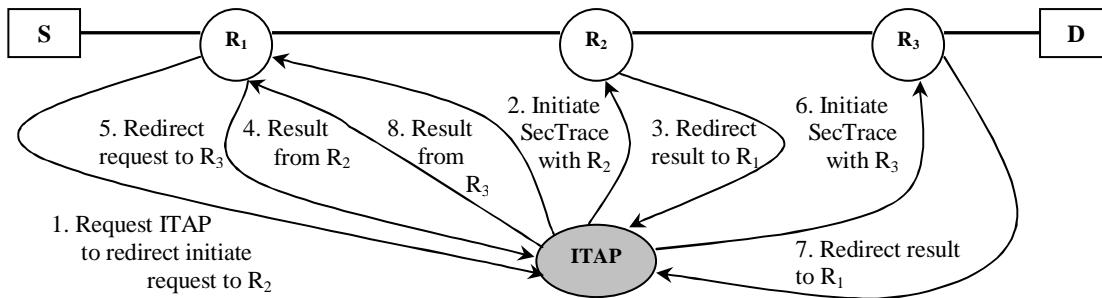 S
R1
R2
R3
D
5. Redirect
request to R3
4. Result
from R2
8. Result
from
R3
2. Initiate
SecTrace
with R2
3. Redirect
result to R1
6. Initiate
SecTrace
with R3
1. Request ITAP
to redirect initiate
request to R2
ITAP
7. Redirect result
to R1